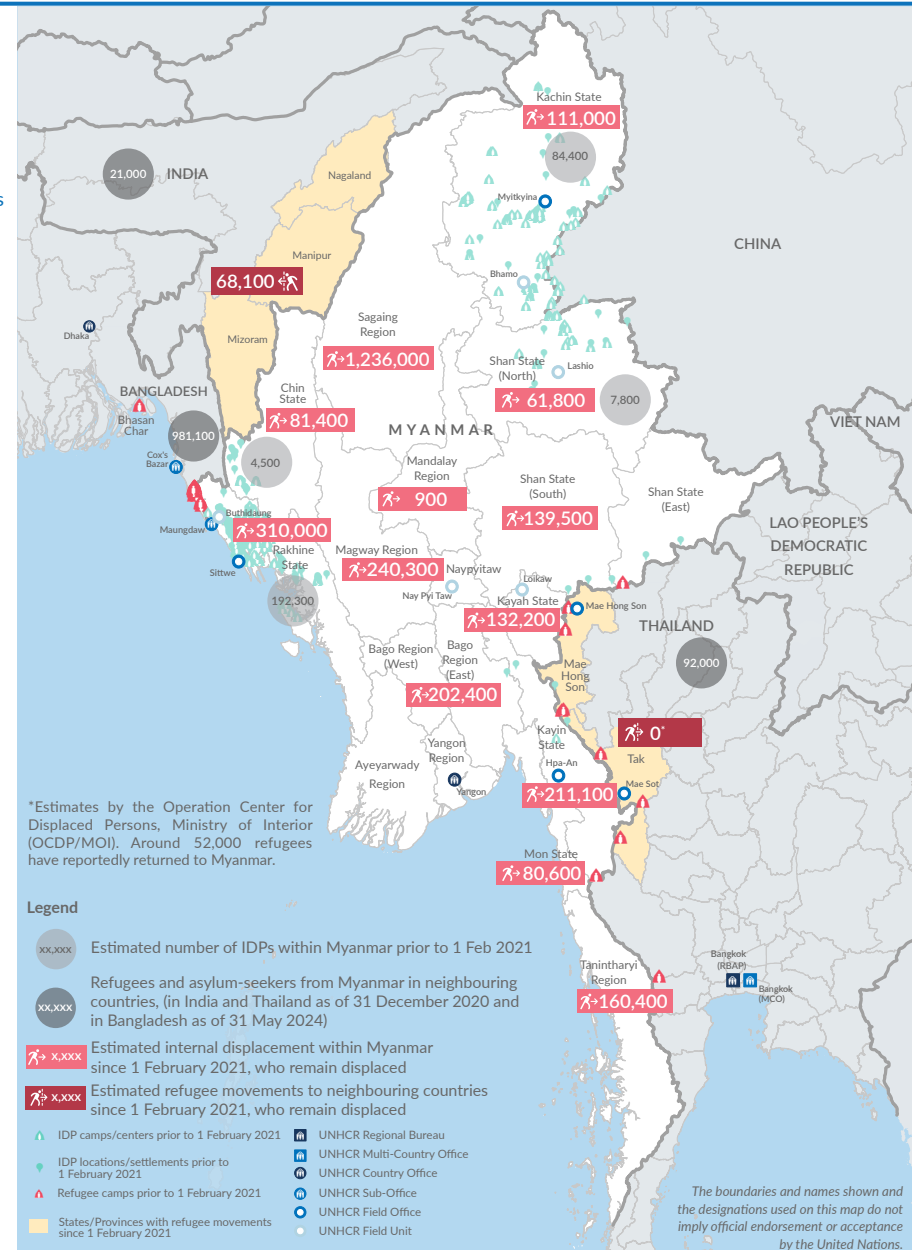 Kachin State
111,000
84,400
21,000
INDIA
Nagaland
Myitkyina
Manipur
CHINA
68,100
Bhamo
Dhaka
Sagaing
Region
Mizoram
1,236,000
Shan State
(North)
Lashio
BANGLADESH
Chin
State
61,800
7,800
Bhasan
Char
81,400
MYANMAR
VIET NAM
981,100
Cox's
Bazar
4,500
Mandalay
Region
900
Shan State
(South)
Shan State
(East)
139,500
Buthidaung
Maungdaw
310,000
LAO PEOPLE'S
DEMOCRATIC
REPUBLIC
Rakhine
State
Magway Region
240,300
Naypyitaw
Sittwe
Nay Pyi Taw
Loikaw
192,300
Kayah State
132,200
Mae Hong Son
THAILAND
92,000
Bago Region
(West)
Bago
Region
(East)
202,400
Mae
Hong
Son
0*
Kayin
State
Tak
Yangon
Region
Ayeyarwady
Region
Hpa-An
Yangon
Mae Sot
211,100
*Estimates by the Operation Center for
Displaced Persons, Ministry of Interior
(OCDP/MOI). Around 52,000 refugees
have reportedly returned to Myanmar.
Mon State
80,600
Bangkok
(RBAP)
Bangkok
(MCO)
Tanintharyi
Region
160,400
Legend
xx,xxx
Estimated number of IDPs within Myanmar prior to 1 Feb 2021
xx,xxx
Refugees and asylum-seekers from Myanmar in neighbouring
countries, (in India and Thailand as of 31 December 2020 and
in Bangladesh as of 31 May 2024)
x,xxx
Estimated internal displacement within Myanmar
since 1 February 2021, who remain displaced
x,xxx
Estimated refugee movements to neighbouring countries
since 1 February 2021, who remain displaced
IDP camps/centers prior to 1 February 2021
IDP locations/settlements prior to
1 February 2021
Refugee camps prior to 1 February 2021
States/Provinces with refugee movements
since 1 February 2021
UNHCR Regional Bureau
UNHCR Multi-Country Office
UNHCR Country Office
UNHCR Sub-Office
UNHCR Field Office
UNHCR Field Unit
The boundaries and names shown and
the designations used on this map do not
imply official endorsement or acceptance
by the United Nations.